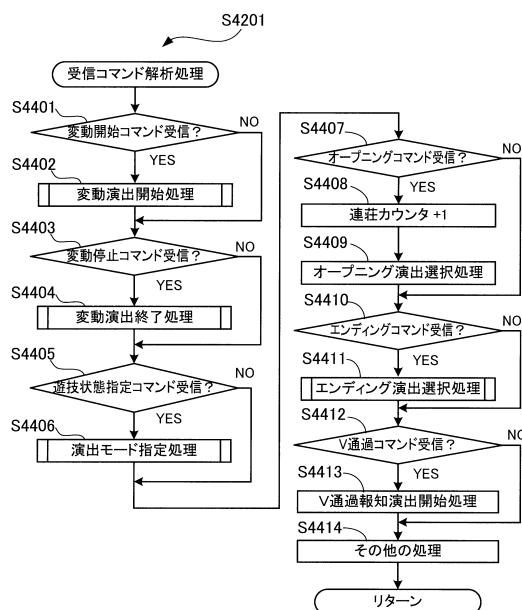 S4201
受信コマンド解析処理
S4401
変動開始コマンド受信？
NO
YES
S4402
変動演出開始処理
S4403
変動停止コマンド受信？
NO
YES
S4404
変動演出終了処理
S4405
遊技状態指定コマンド受信？
NO
YES
S4406
演出モード指定処理
S4407
オープニングコマンド受信？
NO
YES
S4408
連荘カウンタ +1
S4409
オープニング演出選択処理
S4410
エンディングコマンド受信？
NO
YES
S4411
エンディング演出選択処理
S4412
V通過コマンド受信？
NO
YES
S4413
V通過報知演出開始処理
S4414
その他の処理
リターン